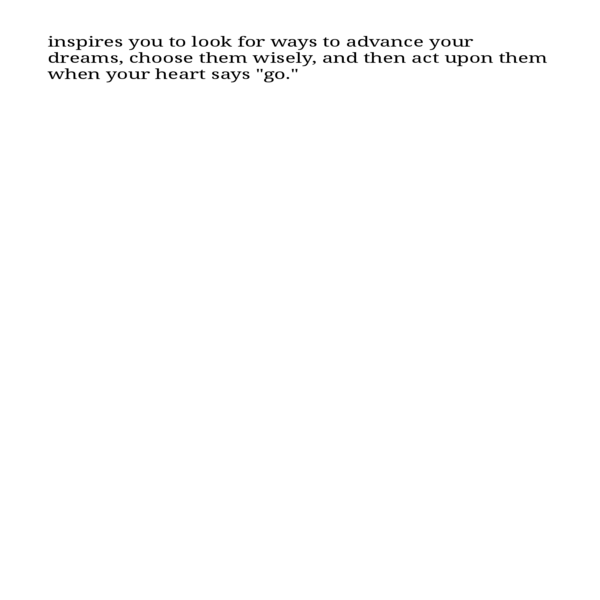 inspires you to look for ways to advance your
dreams, choose them wisely, and then act upon them
when your heart says "go."